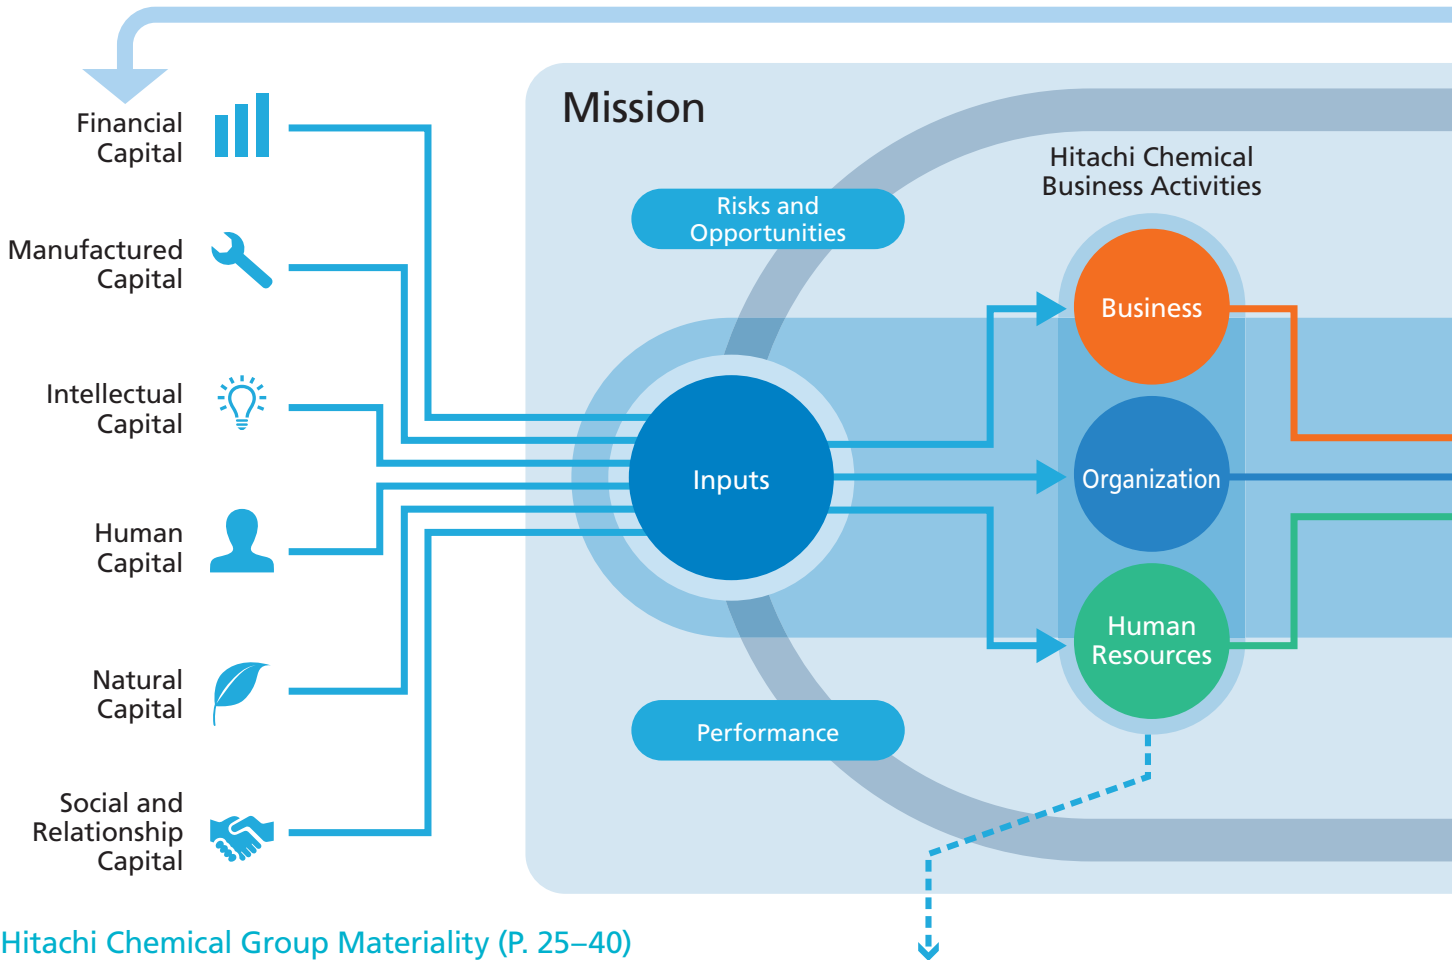 Financial
Capital
Manufactured
Capital
Intellectual
Capital
Human
Capital
Natural
Capital
Social and
Relationship
Capital
Mission
Risks and
Opportunities
Inputs
Performance
Hitachi Chemical
Business Activities
Business
Organization
Human
Resources
Hitachi Chemical Group Materiality (P. 25–40)